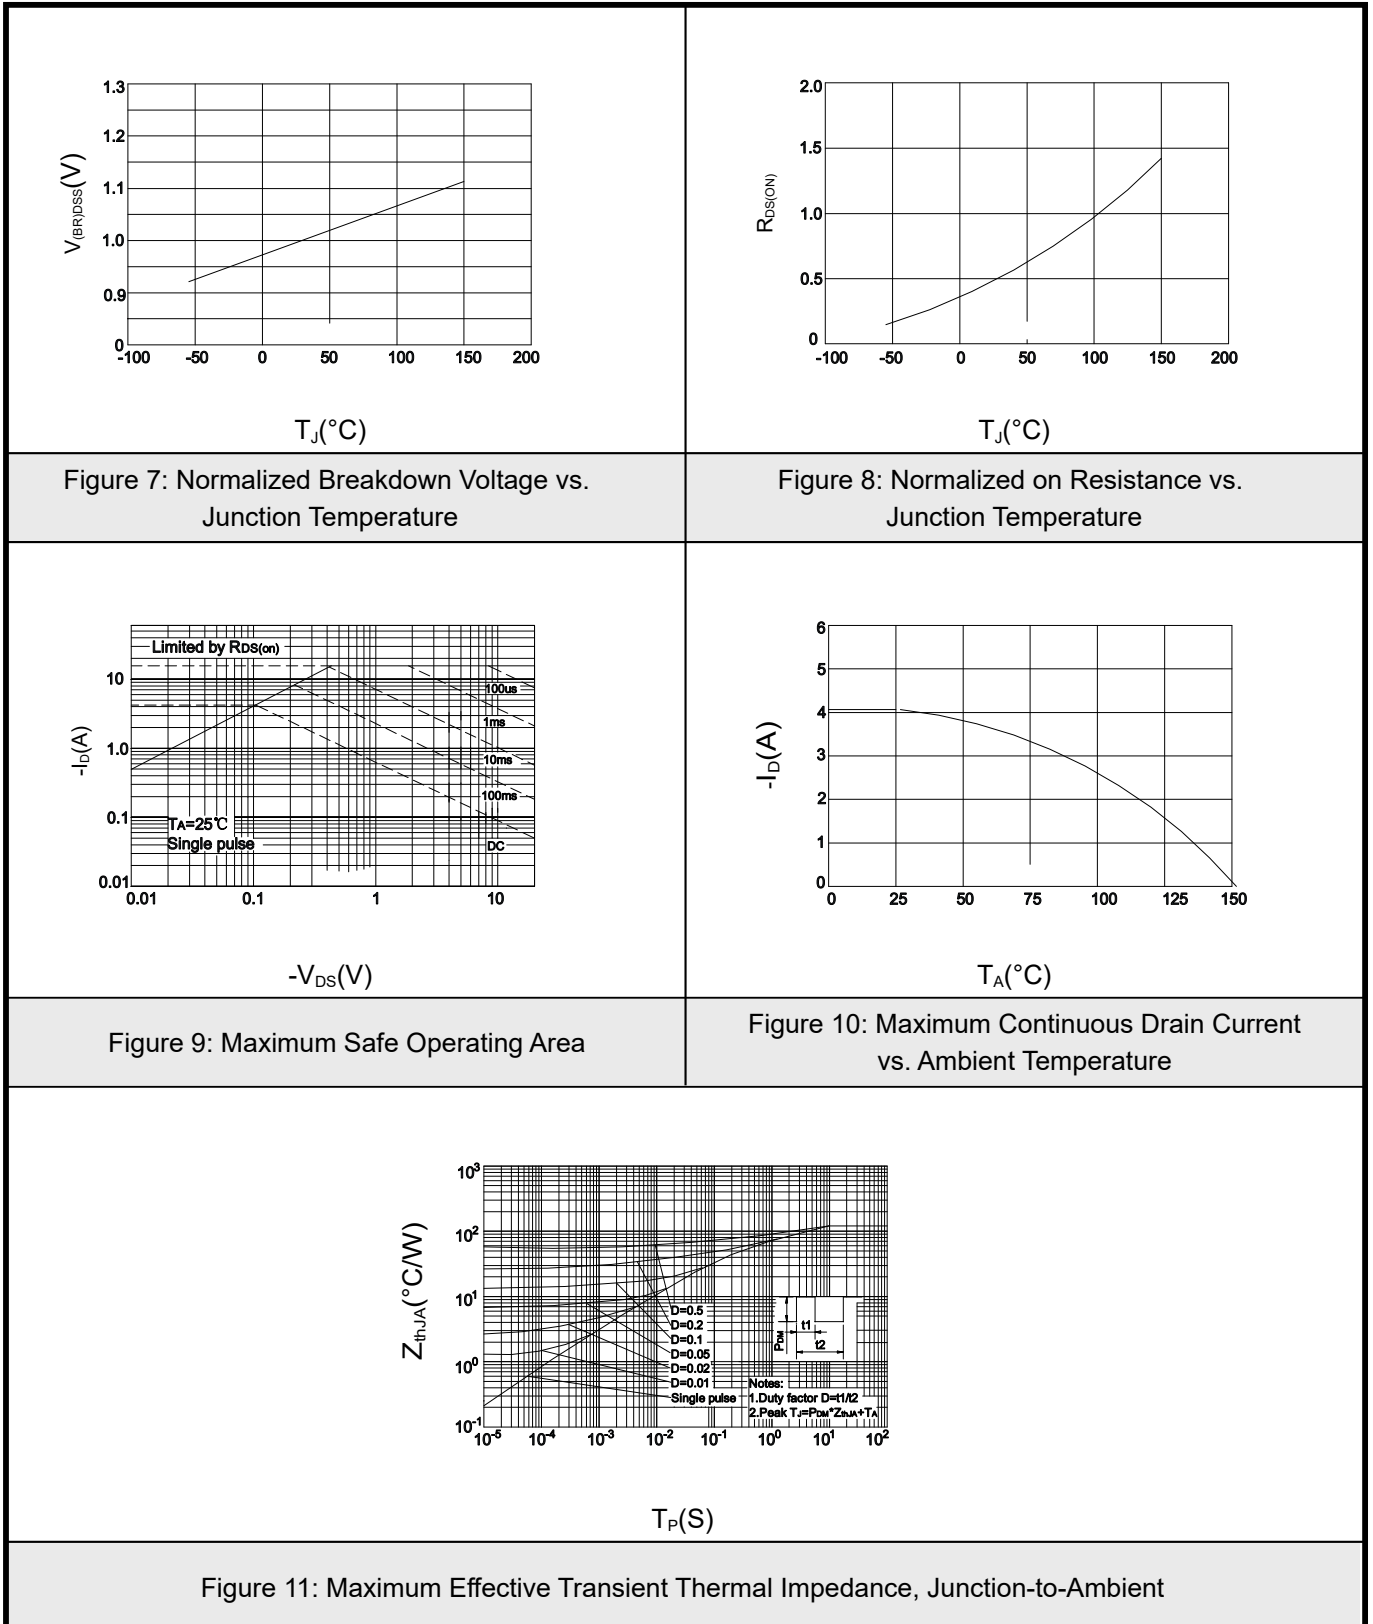 1.3
1.2
1.1
1.0
0.9
0
V(BR)DSS(V)
-100 -50 0 50 100 150 200
TJ(°C)
Figure 7: Normalized Breakdown Voltage vs.
Junction Temperature
2.0
1.5
1.0
0.5
0
RDS(ON)
-100 -50 0 50 100 150 200
TJ(°C)
Figure 8: Normalized on Resistance vs.
Junction Temperature
Limited by RDS(on)
10
1.0
0.1
0.01
-ID(A)
100us
1ms
10ms
100ms
DC
TA=25℃
Single pulse
0.01 0.1 1 10
-VDS(V)
Figure 9: Maximum Safe Operating Area
6
5
4
3
2
1
0
-ID(A)
0 25 50 75 100 125 150
TA(°C)
Figure 10: Maximum Continuous Drain Current
vs. Ambient Temperature
10³
10²
10¹
10⁰
10⁻¹
ZthJA(°C/W)
D=0.5
D=0.2
D=0.1
D=0.05
D=0.02
D=0.01
Single pulse
PDM
t1
t2
Notes:
1.Duty factor D=t1/t2
2.Peak TJ=PDM*ZthJA+TA
10⁻⁵ 10⁻⁴ 10⁻³ 10⁻² 10⁻¹ 10⁰ 10¹ 10²
TP(S)
Figure 11: Maximum Effective Transient Thermal Impedance, Junction-to-Ambient